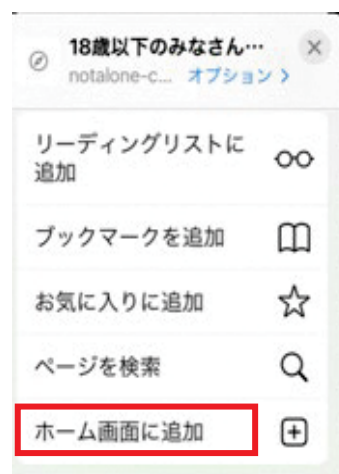 18歳以下のみなさん…
notalone-c... オプション >
リーディングリストに
追加
ブックマークを追加
お気に入りに追加
ページを検索
ホーム画面に追加